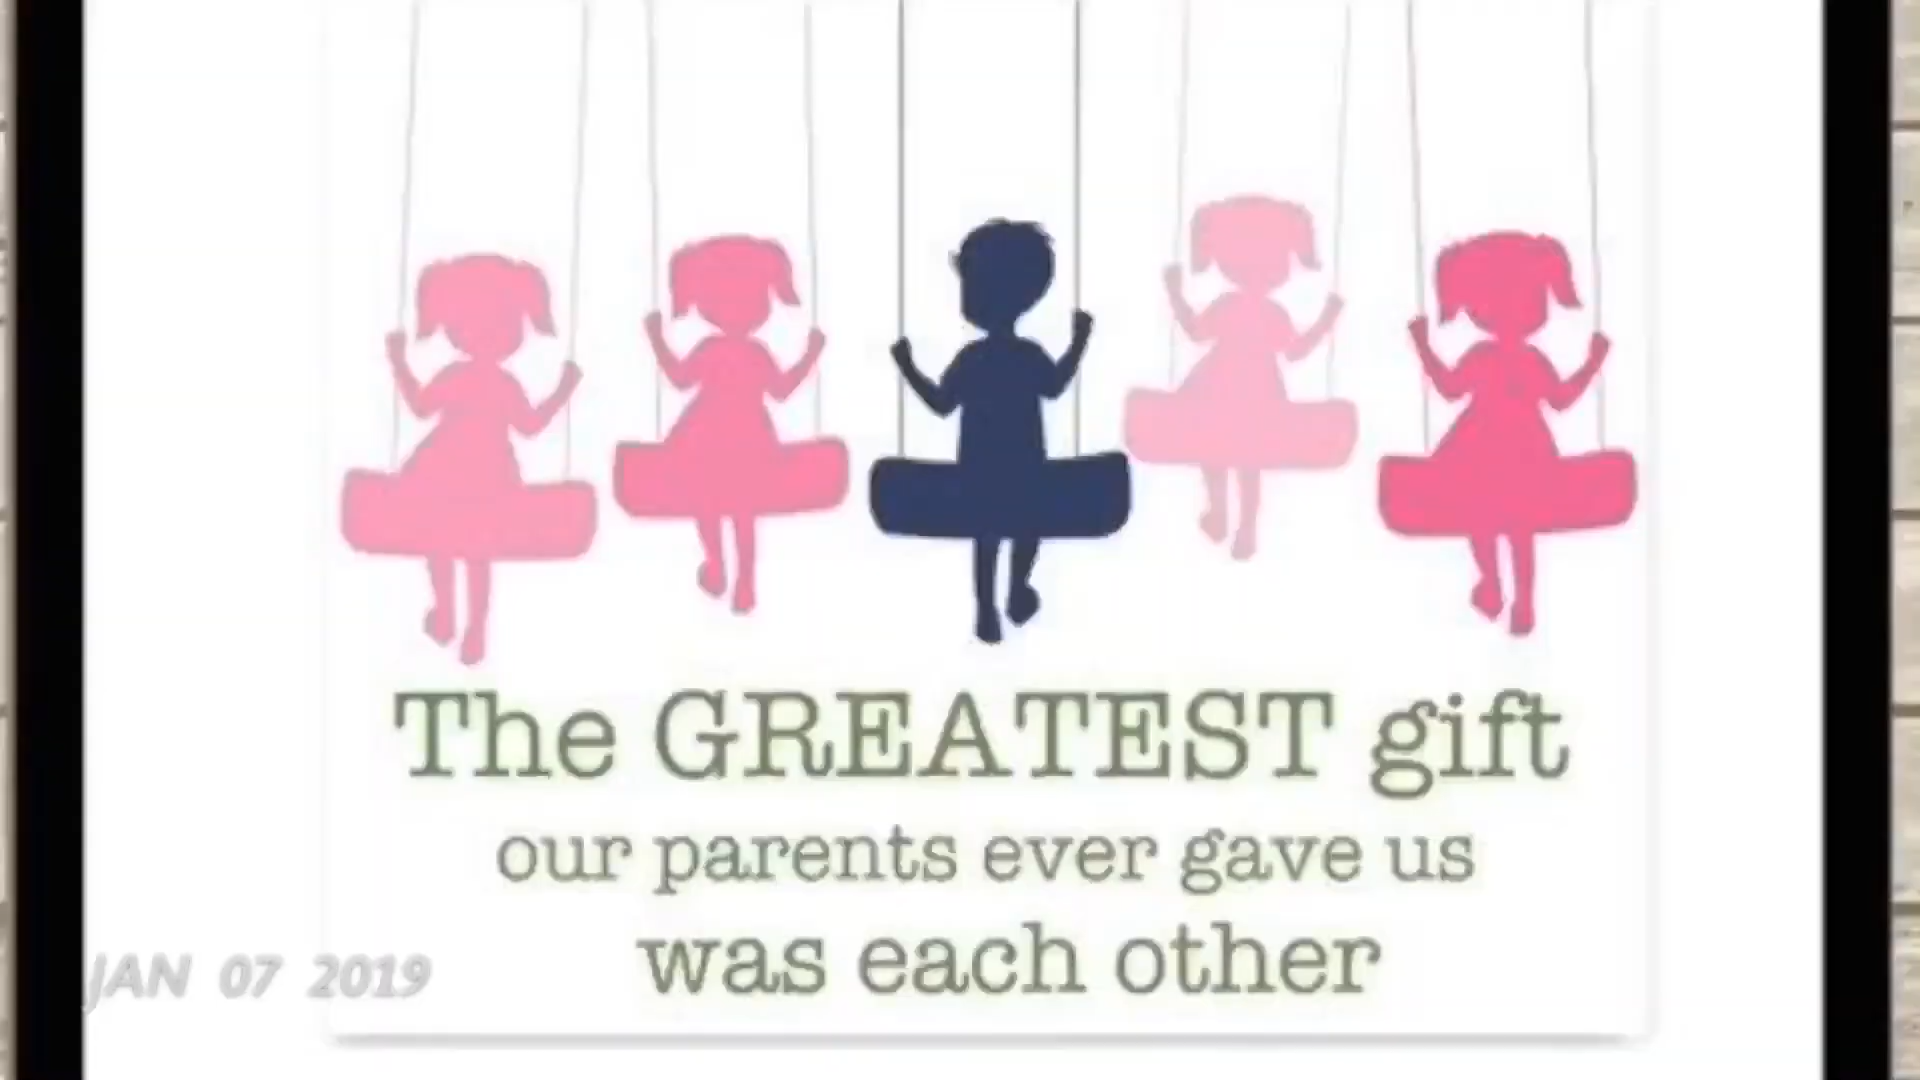 The GREATEST gift
our parents ever gave us
was each other
JAN 07 2019